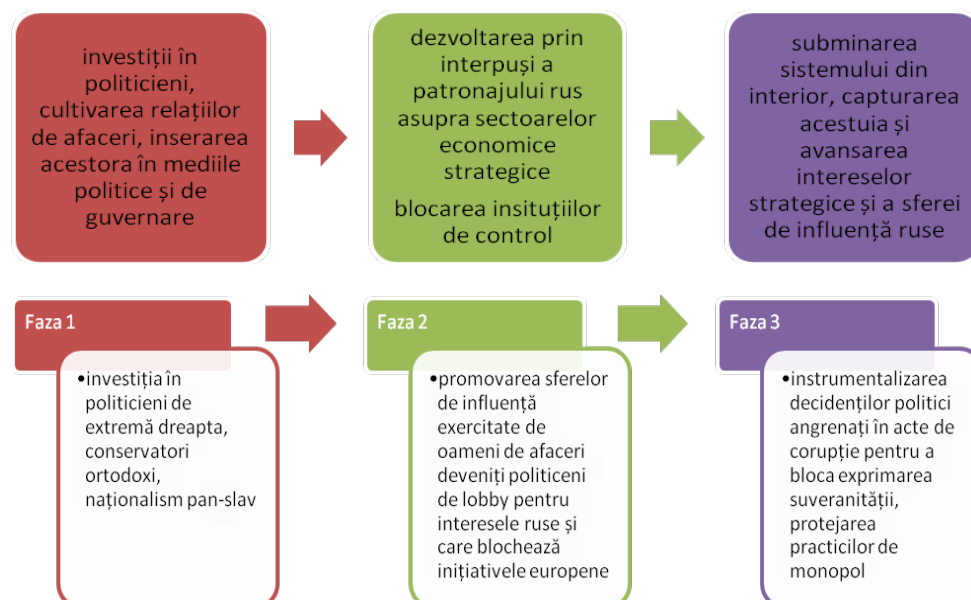 investiții în
politicieni,
cultivarea relațiilor
de afaceri, inserarea
acestora în mediile
politice și de
guvernare
dezvoltarea prin
interpuși a
patronajului rus
asupra sectoarelor
economice
strategice
blocarea insituțiilor
de control
subminarea
sistemului din
interior, capturarea
acestuia și
avansarea
intereselor
strategice și a sferei
de influență ruse
Faza 1
•investiția în
politicieni de
extremă dreapta,
conservatori
ortodoxi,
naționalism pan-slav
Faza 2
•promovarea sferelor
de influență
exercitate de
oameni de afaceri
deveniți politiceni
de lobby pentru
interesele ruse și
care blochează
inițiativele europene
Faza 3
•instrumentalizarea
decidenților politici
angrenați în acte de
corupție pentru a
bloca exprimarea
suveranității,
protejarea
practicilor de
monopol